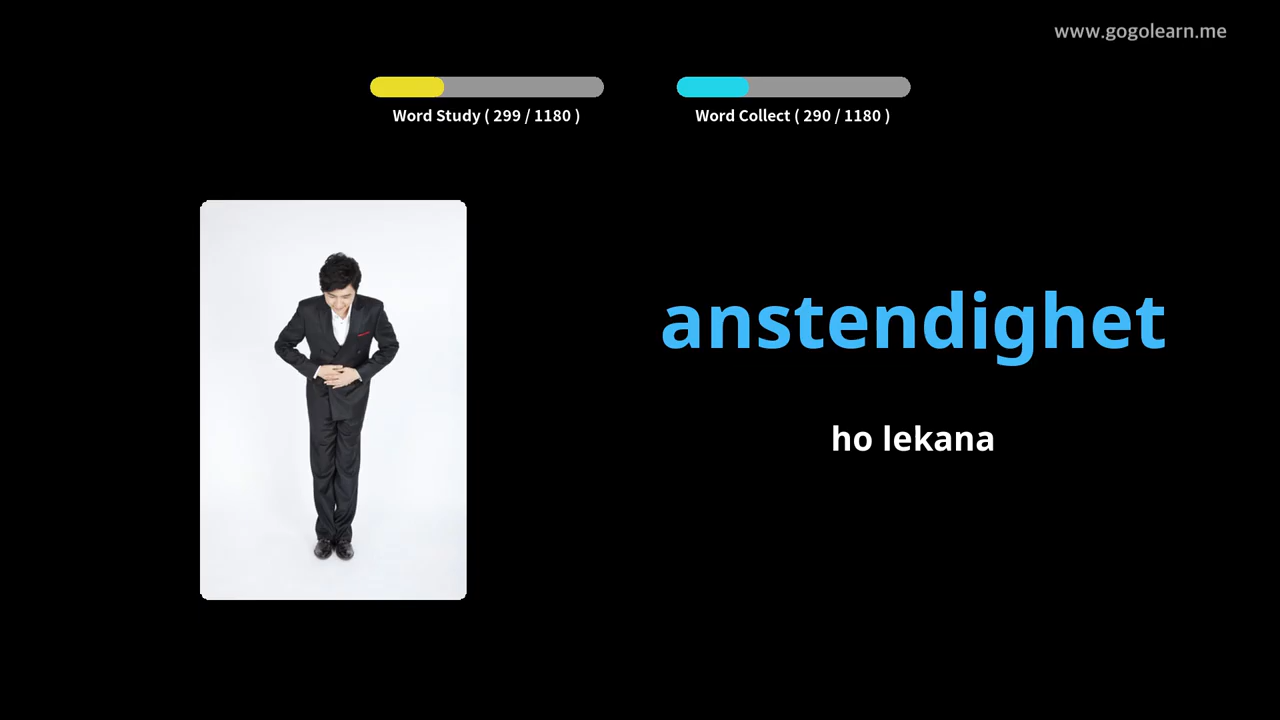 www.gogolearn.me
Word Study ( 299 / 1180 )
Word Collect ( 290 / 1180 )
anstendighet
ho lekana